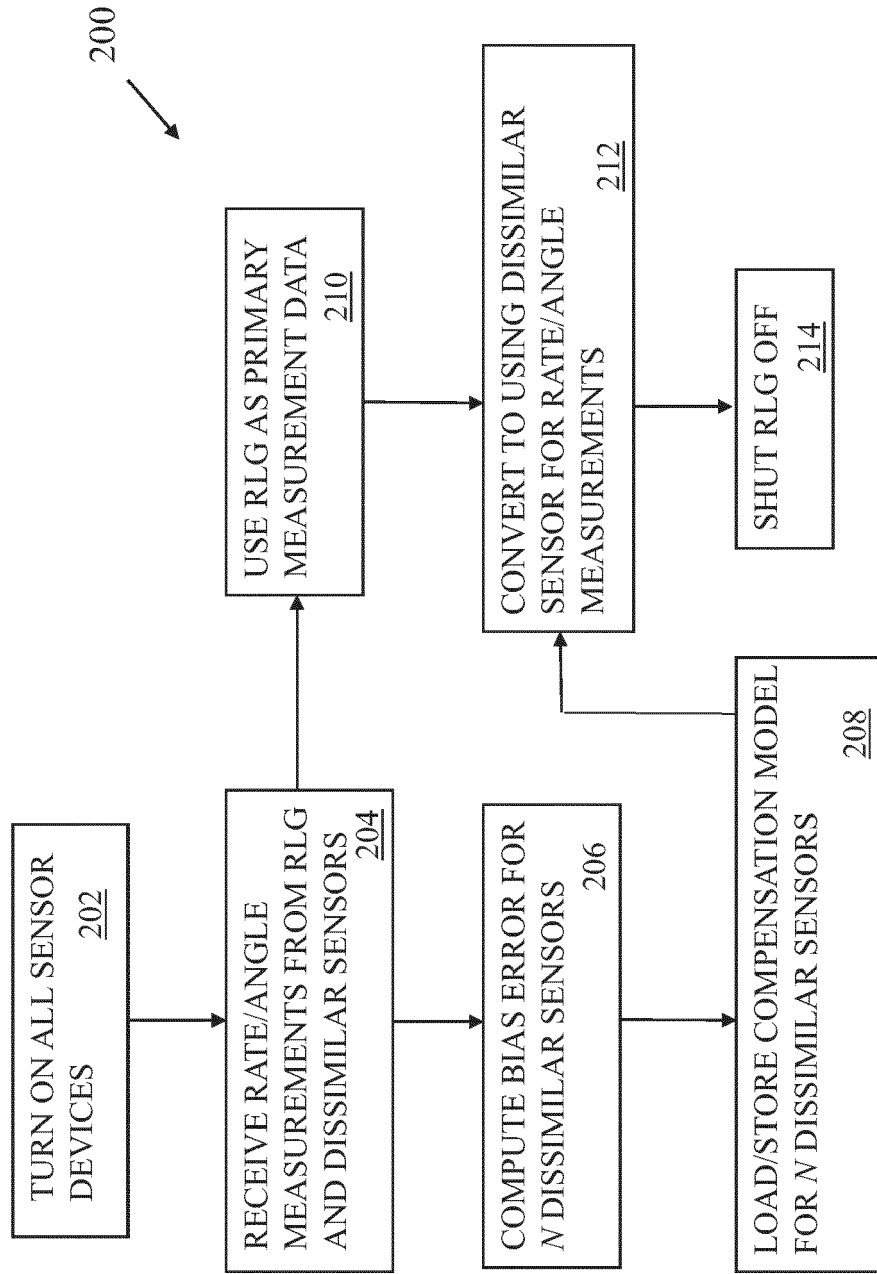 200
TURN ON ALL SENSOR
DEVICES
202
RECEIVE RATE/ANGLE
MEASUREMENTS FROM RLG
AND DISSIMILAR SENSORS
204
USE RLG AS PRIMARY
MEASUREMENT DATA
210
COMPUTE BIAS ERROR FOR
N DISSIMILAR SENSORS
206
CONVERT TO USING DISSIMILAR
SENSOR FOR RATE/ANGLE
MEASUREMENTS
212
LOAD/STORE COMPENSATION MODEL
FOR N DISSIMILAR SENSORS
208
SHUT RLG OFF
214